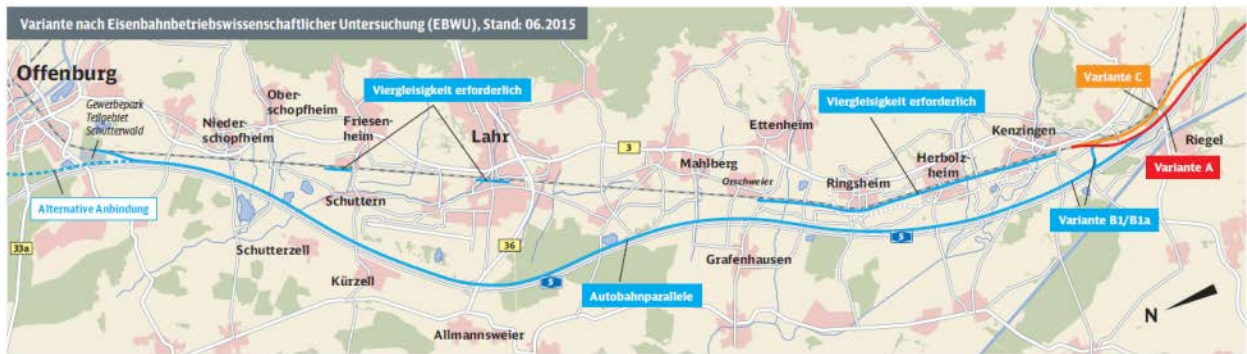 Variante nach Eisenbahnbetriebswissenschaftlicher Untersuchung (EBWU), Stand: 06.2015
Offenburg
Gewerbepark
Teilgebiet
Schutterwald
Nieder-
schopfheim
Ober-
schopfheim
Friesen-
heim
Viergleisigkeit erforderlich
Lahr
3
Mahlberg
Orschweier
Ettenheim
Viergleisigkeit erforderlich
Ringsheim
Herbolz-
heim
Kenzingen
Variante C
Riegel
Variante A
Variante B1/B1a
Alternative Anbindung
33a
Schutterzell
Schuttern
Kürzell
36
5
Allmannsweier
Autobahnparallele
Grafenhausen
5
N